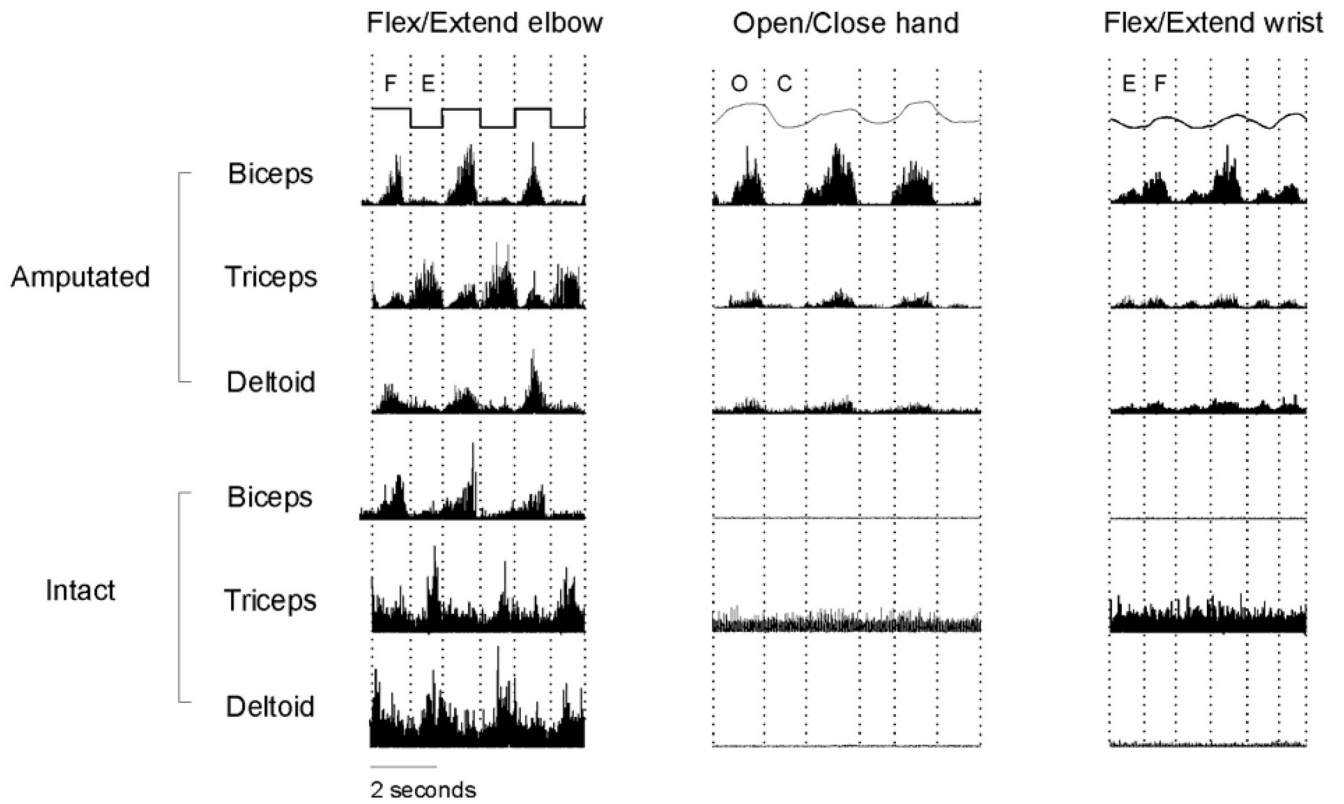 Flex/Extend elbow
Open/Close hand
Flex/Extend wrist
F E
O C
E F
Amputated
Biceps
Triceps
Deltoid
Intact
Biceps
Triceps
Deltoid
2 seconds